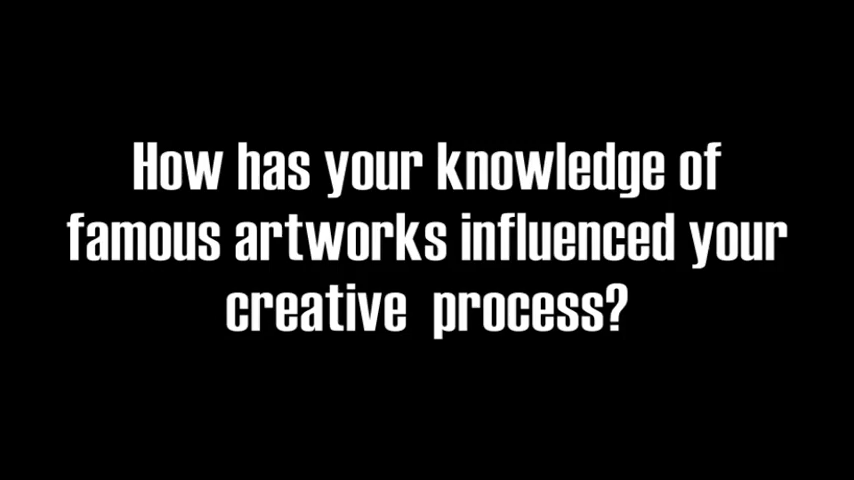 How has your knowledge of
famous artworks influenced your
creative process?